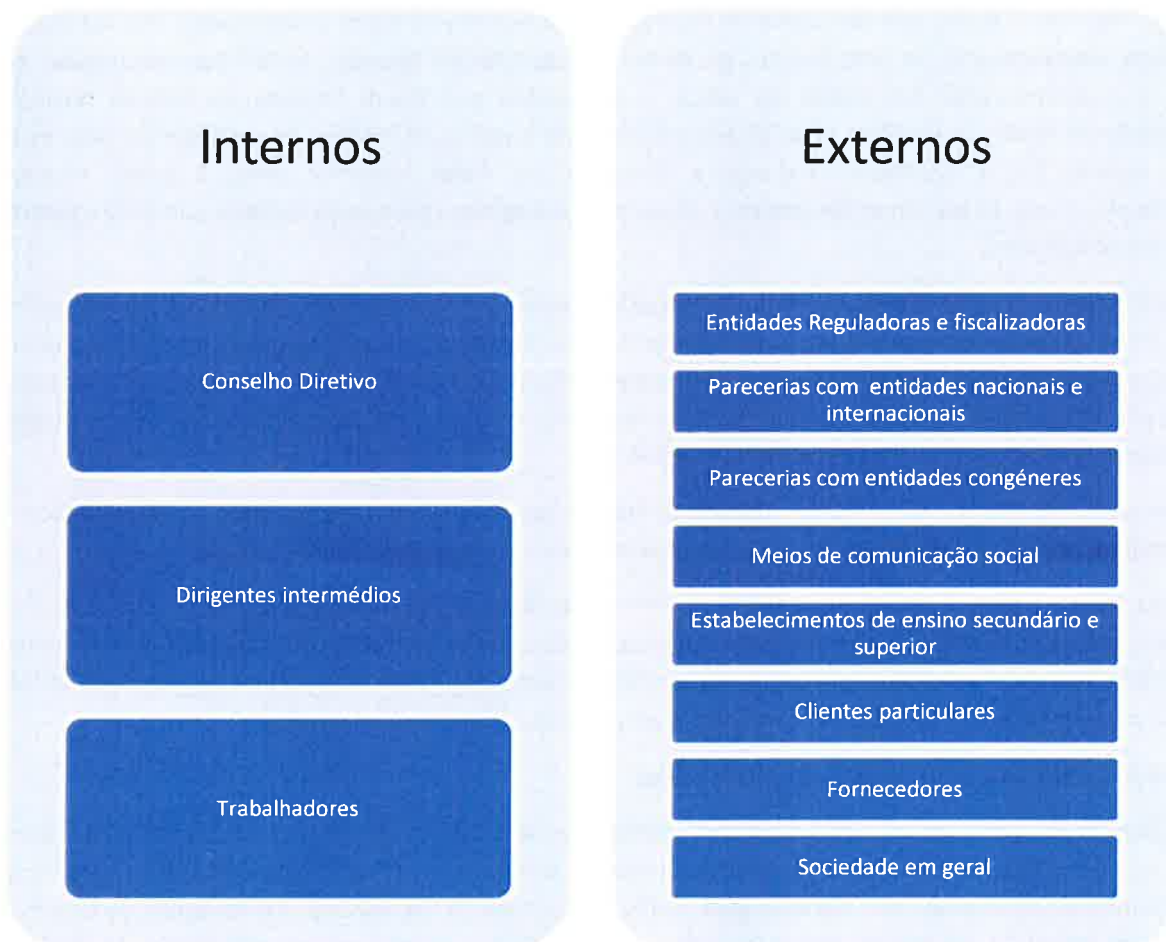 Internos
Conselho Diretivo
Dirigentes intermédios
Trabalhadores
Externos
Entidades Reguladoras e fiscalizadoras
Parecerias com entidades nacionais e
internacionais
Parecerias com entidades congéneres
Meios de comunicação social
Estabelecimentos de ensino secundário e
superior
Clientes particulares
Fornecedores
Sociedade em geral